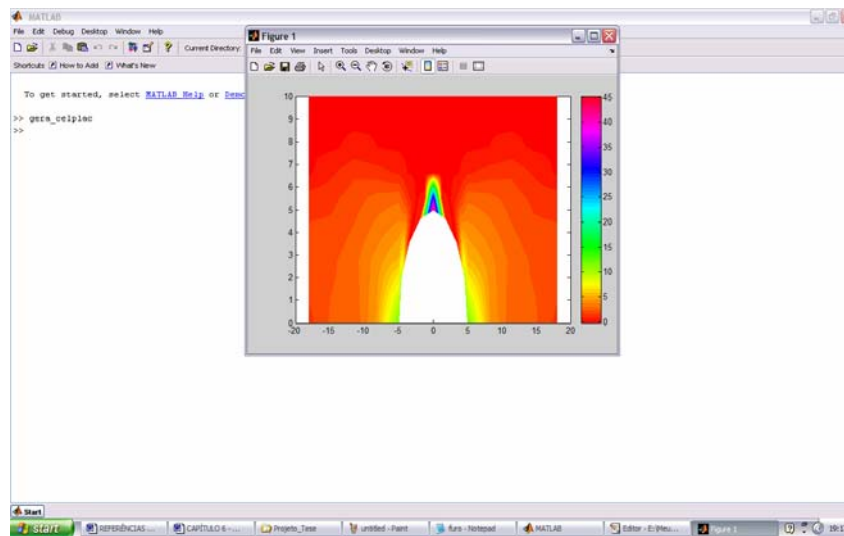 MATLAB
File Edit Debug Desktop Window Help
Current Directory:
Shortcuts How to Add What's New
To get started, select MATLAB Help or Demo
>> gera_celplac
>>
Figure 1
File Edit View Insert Tools Desktop Window Help
10
9
8
7
6
5
4
3
2
1
0
-20 -15 -10 -5 0 5 10 15 20
45
40
35
30
25
20
15
10
5
0
Start
start REFERÊNCIAS ... CAPÍTULO 6 - ... Projeto_Tese untitled - Paint furs - Notepad MATLAB Editor - E:\Meu... Figure 1